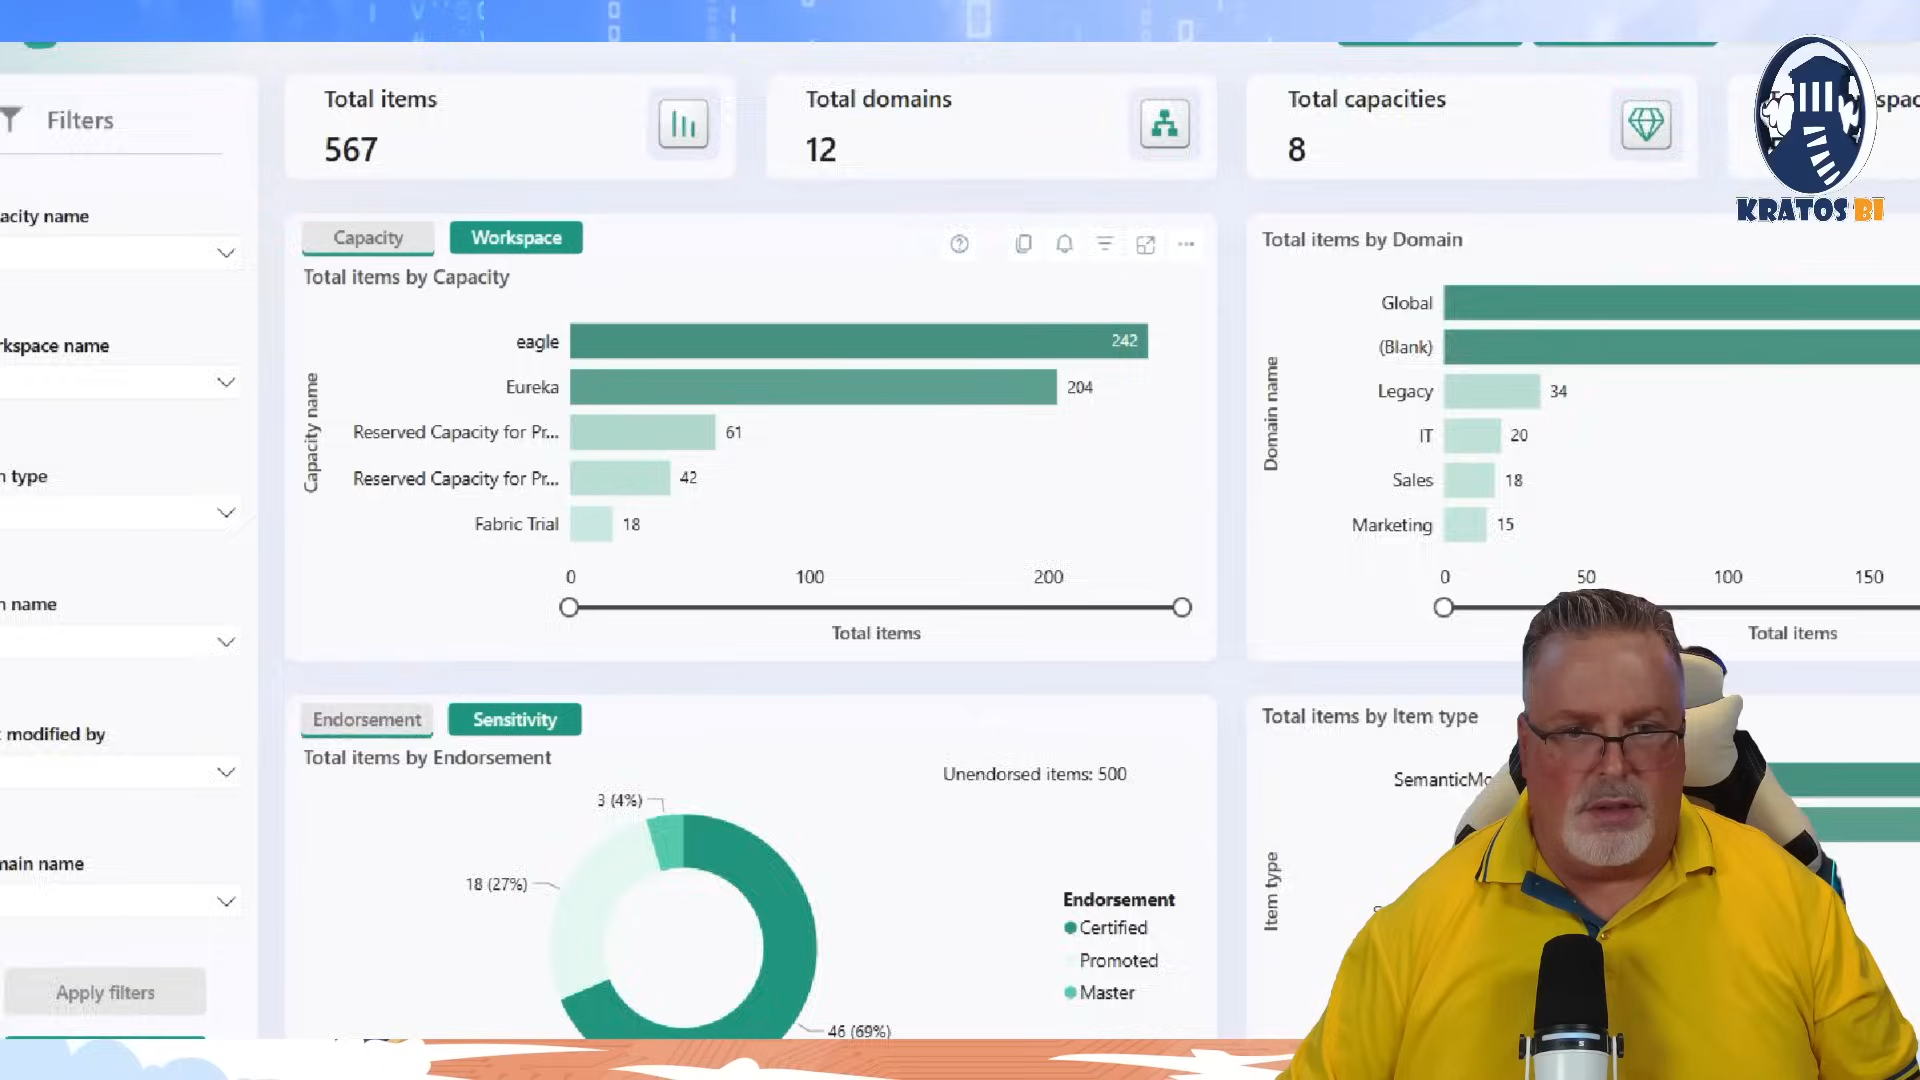 Total items
567
Total domains
12
Total capacities
8
KRATOS BI
Filters
acity name
kspace name
type
name
modified by
main name
Apply filters
Capacity
Workspace
Total items by Capacity
Capacity name
eagle
242
Eureka
204
Reserved Capacity for Pr...
61
Reserved Capacity for Pr...
42
Fabric Trial
18
0
100
200
Total items
Total items by Domain
Domain name
Global
(Blank)
Legacy
34
IT
20
Sales
18
Marketing
15
0
50
100
150
Total items
Endorsement
Sensitivity
Total items by Endorsement
Unendorsed items: 500
3 (4%)
18 (27%)
46 (69%)
Endorsement
Certified
Promoted
Master
Total items by Item type
SemanticMo
Item type